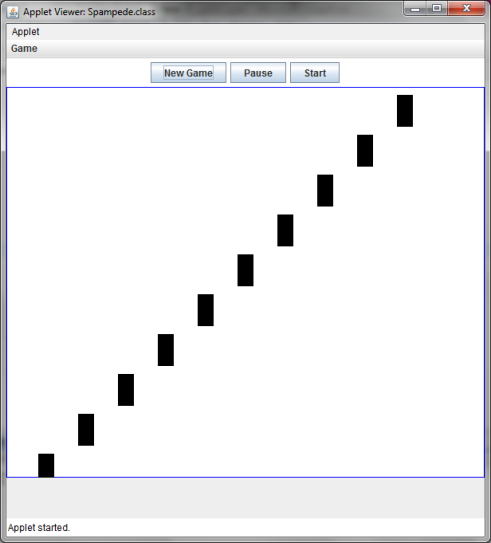 Applet Viewer: Spampede.class
Applet
Game
New Game Pause Start
Applet started.